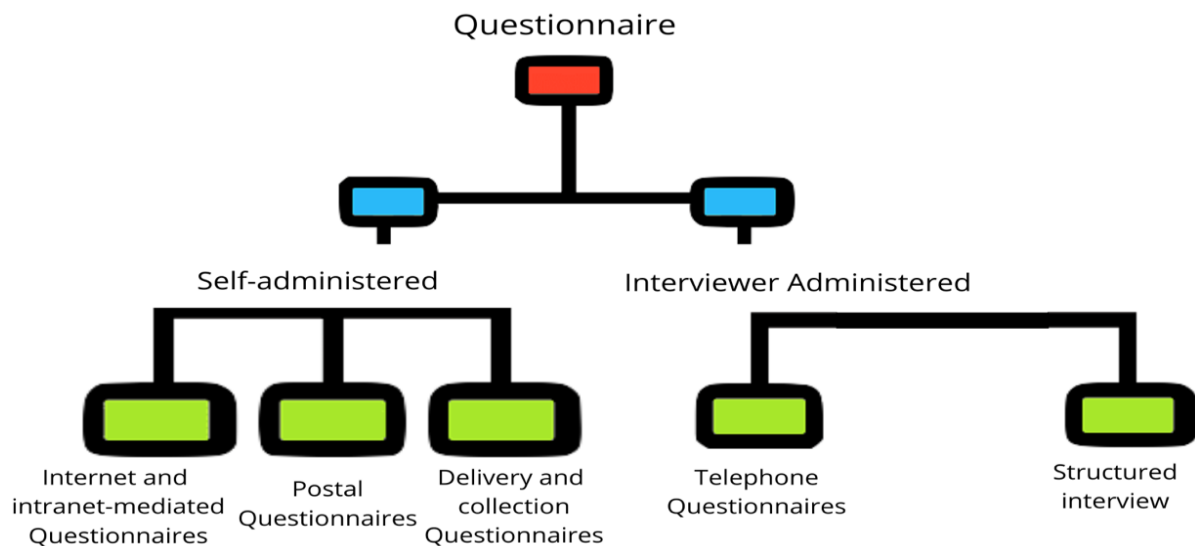 Questionnaire
Self-administered
Interviewer Administered
Internet and
intranet-mediated
Questionnaires
Postal
Questionnaires
Delivery and
collection
Questionnaires
Telephone
Questionnaires
Structured
interview